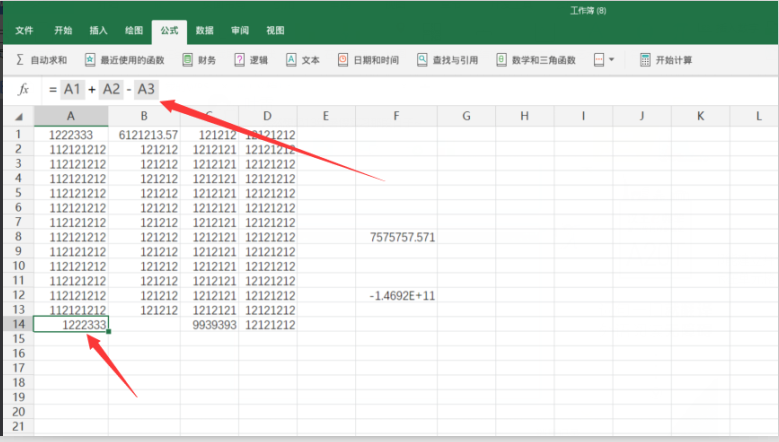 工作簿 (8)
文件 开始 插入 绘图 公式 数据 审阅 视图
∑ 自动求和 最近使用的函数 财务 逻辑 文本 日期和时间 查找与引用 数学和三角函数 开始计算
fx = A1 + A2 - A3
A B C D E F G H I J K L
1 1222333 6121213.57 121212 12121212
2 112121212 121212 1212121 12121212
3 112121212 121212 1212121 12121212
4 112121212 121212 1212121 12121212
5 112121212 121212 1212121 12121212
6 112121212 121212 1212121 12121212
7 112121212 121212 1212121 12121212
8 112121212 121212 1212121 12121212 7575757.571
9 112121212 121212 1212121 12121212
10 112121212 121212 1212121 12121212
11 112121212 121212 1212121 12121212
12 112121212 121212 1212121 12121212 -1.4692E+11
13 112121212 121212 1212121 12121212
14 1222333 9939393 12121212
15
16
17
18
19
20
21